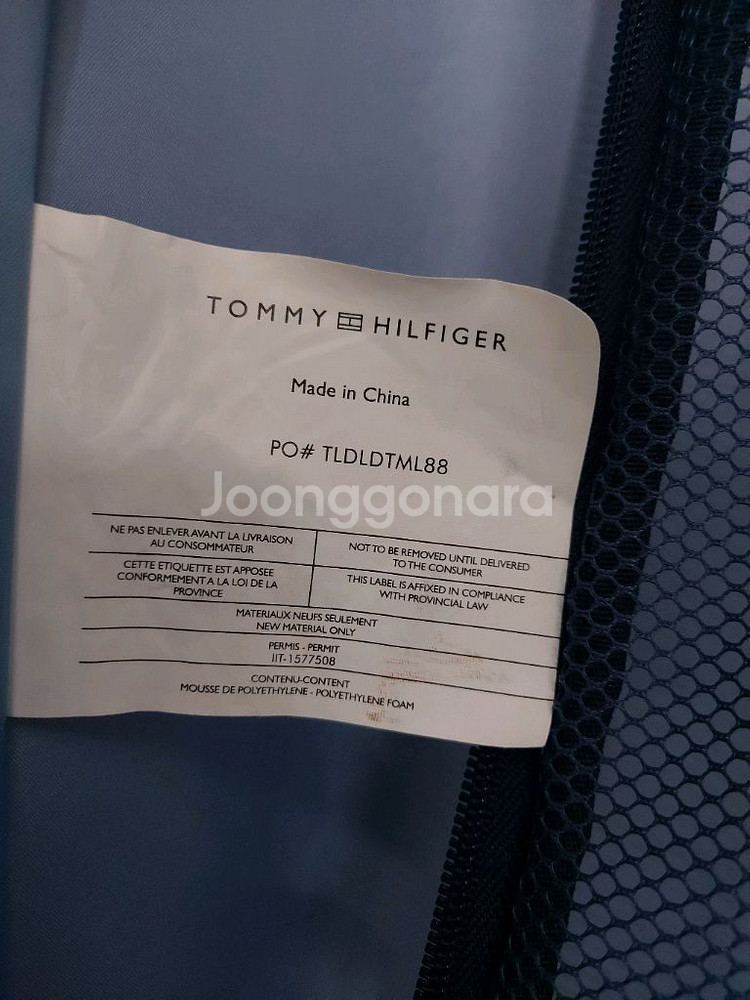 TOMMY HILFIGER
Made in China
PO# TLDLDTML88
Joonggonara
NE PAS ENLEVER AVANT LA LIVRAISON
AU CONSOMMATEUR
NOT TO BE REMOVED UNTIL DELIVERED
TO THE CONSUMER
CETTE ETIQUETTE EST APPOSEE
CONFORMEMENT A LA LOI DE LA
PROVINCE
THIS LABEL IS AFFIXED IN COMPLIANCE
WITH PROVINCIAL LAW
MATERIAUX NEUFS SEULEMENT
NEW MATERIAL ONLY
PERMIS - PERMIT
IIT-1577508
CONTENU-CONTENT
MOUSSE DE POLYETHYLENE - POLYETHYLENE FOAM